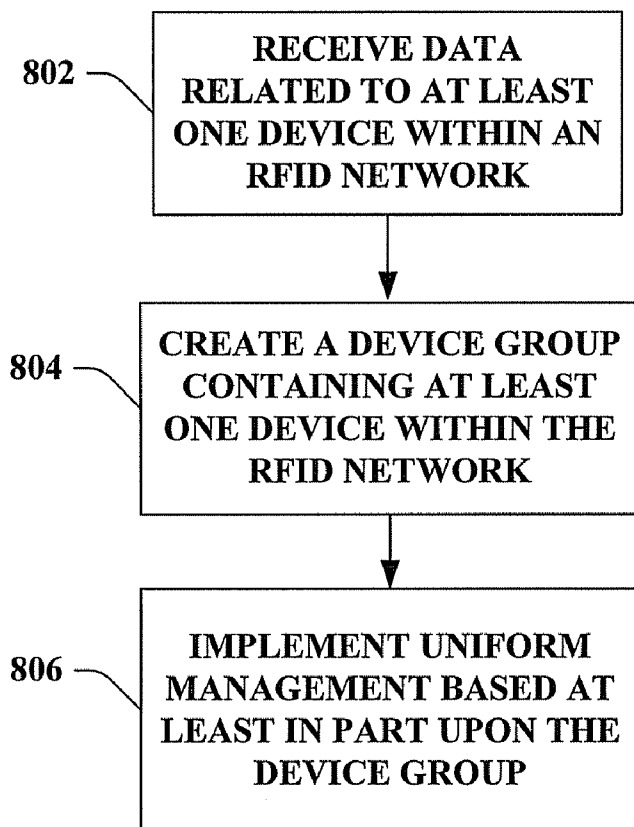 802
RECEIVE DATA
RELATED TO AT LEAST
ONE DEVICE WITHIN AN
RFID NETWORK
804
CREATE A DEVICE GROUP
CONTAINING AT LEAST
ONE DEVICE WITHIN THE
RFID NETWORK
806
IMPLEMENT UNIFORM
MANAGEMENT BASED AT
LEAST IN PART UPON THE
DEVICE GROUP